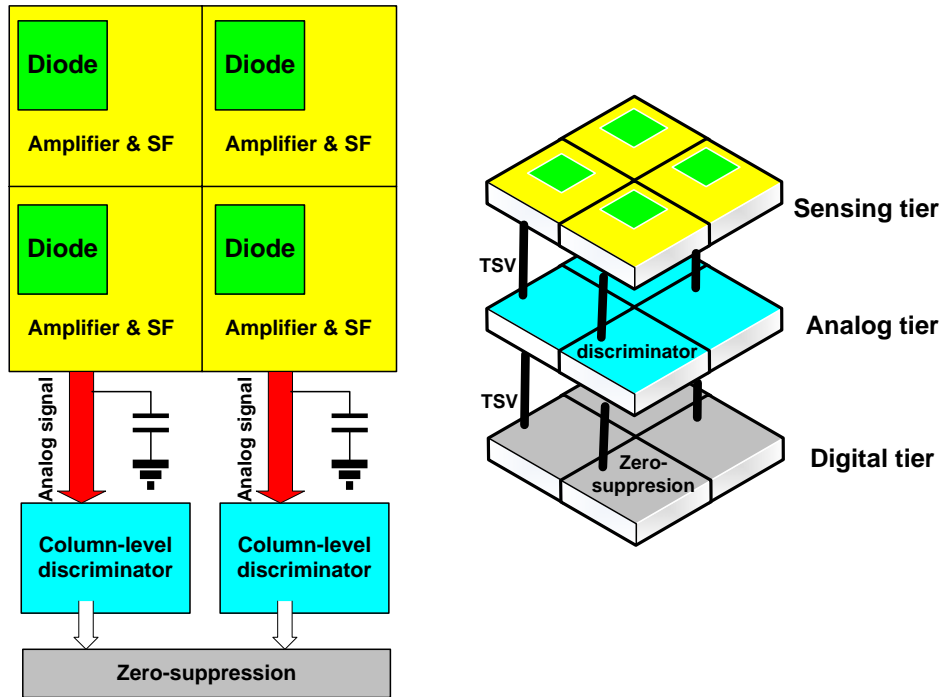 Diode
Diode
Amplifier & SF
Amplifier & SF
Diode
Diode
Amplifier & SF
Amplifier & SF
Analog signal
Analog signal
Column-level
discriminator
Column-level
discriminator
Zero-suppression
Sensing tier
TSV
Analog tier
discriminator
TSV
Digital tier
Zero-
suppresion